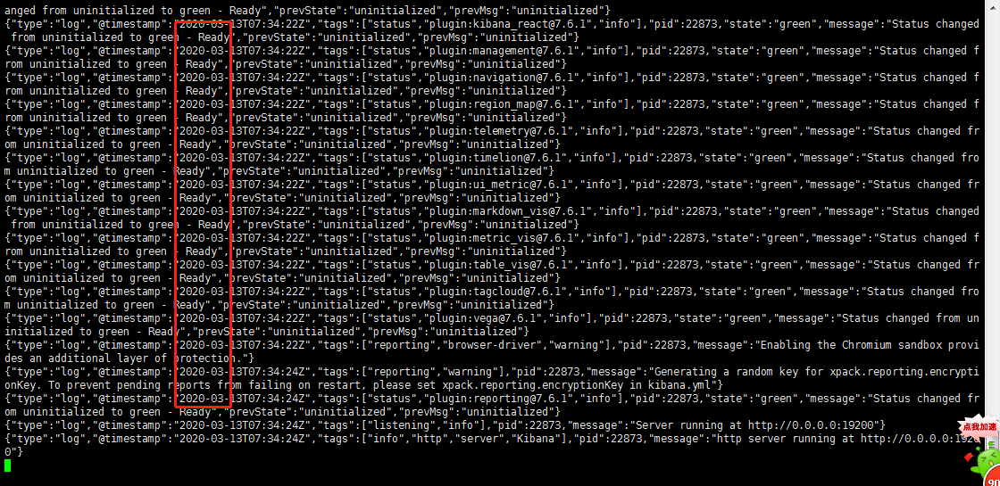 anged from uninitialized to green - Ready","prevState":"uninitialized","prevMsg":"uninitialized"}
{"type":"log","@timestamp":"2020-03-13T07:34:22Z","tags":["status","plugin:kibana_react@7.6.1","info"],"pid":22873,"state":"green","message":"Status changed
 from uninitialized to green - Ready","prevState":"uninitialized","prevMsg":"uninitialized"}
{"type":"log","@timestamp":"2020-03-13T07:34:22Z","tags":["status","plugin:management@7.6.1","info"],"pid":22873,"state":"green","message":"Status changed f
rom uninitialized to green - Ready","prevState":"uninitialized","prevMsg":"uninitialized"}
{"type":"log","@timestamp":"2020-03-13T07:34:22Z","tags":["status","plugin:navigation@7.6.1","info"],"pid":22873,"state":"green","message":"Status changed f
rom uninitialized to green - Ready","prevState":"uninitialized","prevMsg":"uninitialized"}
{"type":"log","@timestamp":"2020-03-13T07:34:22Z","tags":["status","plugin:region_map@7.6.1","info"],"pid":22873,"state":"green","message":"Status changed f
rom uninitialized to green - Ready","prevState":"uninitialized","prevMsg":"uninitialized"}
{"type":"log","@timestamp":"2020-03-13T07:34:22Z","tags":["status","plugin:telemetry@7.6.1","info"],"pid":22873,"state":"green","message":"Status changed fr
om uninitialized to green - Ready","prevState":"uninitialized","prevMsg":"uninitialized"}
{"type":"log","@timestamp":"2020-03-13T07:34:22Z","tags":["status","plugin:timelion@7.6.1","info"],"pid":22873,"state":"green","message":"Status changed fro
m uninitialized to green - Ready","prevState":"uninitialized","prevMsg":"uninitialized"}
{"type":"log","@timestamp":"2020-03-13T07:34:22Z","tags":["status","plugin:ui_metric@7.6.1","info"],"pid":22873,"state":"green","message":"Status changed fr
om uninitialized to green - Ready","prevState":"uninitialized","prevMsg":"uninitialized"}
{"type":"log","@timestamp":"2020-03-13T07:34:22Z","tags":["status","plugin:markdown_vis@7.6.1","info"],"pid":22873,"state":"green","message":"Status changed
 from uninitialized to green - Ready","prevState":"uninitialized","prevMsg":"uninitialized"}
{"type":"log","@timestamp":"2020-03-13T07:34:22Z","tags":["status","plugin:metric_vis@7.6.1","info"],"pid":22873,"state":"green","message":"Status changed f
rom uninitialized to green - Ready","prevState":"uninitialized","prevMsg":"uninitialized"}
{"type":"log","@timestamp":"2020-03-13T07:34:22Z","tags":["status","plugin:table_vis@7.6.1","info"],"pid":22873,"state":"green","message":"Status changed fr
om uninitialized to green - Ready","prevState":"uninitialized","prevMsg":"uninitialized"}
{"type":"log","@timestamp":"2020-03-13T07:34:22Z","tags":["status","plugin:tagcloud@7.6.1","info"],"pid":22873,"state":"green","message":"Status changed fro
m uninitialized to green - Ready","prevState":"uninitialized","prevMsg":"uninitialized"}
{"type":"log","@timestamp":"2020-03-13T07:34:22Z","tags":["status","plugin:vega@7.6.1","info"],"pid":22873,"state":"green","message":"Status changed from un
initialized to green - Ready","prevState":"uninitialized","prevMsg":"uninitialized"}
{"type":"log","@timestamp":"2020-03-13T07:34:22Z","tags":["reporting","browser-driver","warning"],"pid":22873,"message":"Enabling the Chromium sandbox provi
des an additional layer of protection."}
{"type":"log","@timestamp":"2020-03-13T07:34:24Z","tags":["reporting","warning"],"pid":22873,"message":"Generating a random key for xpack.reporting.encrypti
onKey. To prevent pending reports from failing on restart, please set xpack.reporting.encryptionKey in kibana.yml"}
{"type":"log","@timestamp":"2020-03-13T07:34:24Z","tags":["status","plugin:reporting@7.6.1","info"],"pid":22873,"state":"green","message":"Status changed fr
om uninitialized to green - Ready","prevState":"uninitialized","prevMsg":"uninitialized"}
{"type":"log","@timestamp":"2020-03-13T07:34:24Z","tags":["listening","info"],"pid":22873,"message":"Server running at http://0.0.0.0:19200"}
{"type":"log","@timestamp":"2020-03-13T07:34:24Z","tags":["info","http","server","Kibana"],"pid":22873,"message":"http server running at http://0.0.0.0:1920
0"}
点我加速
90